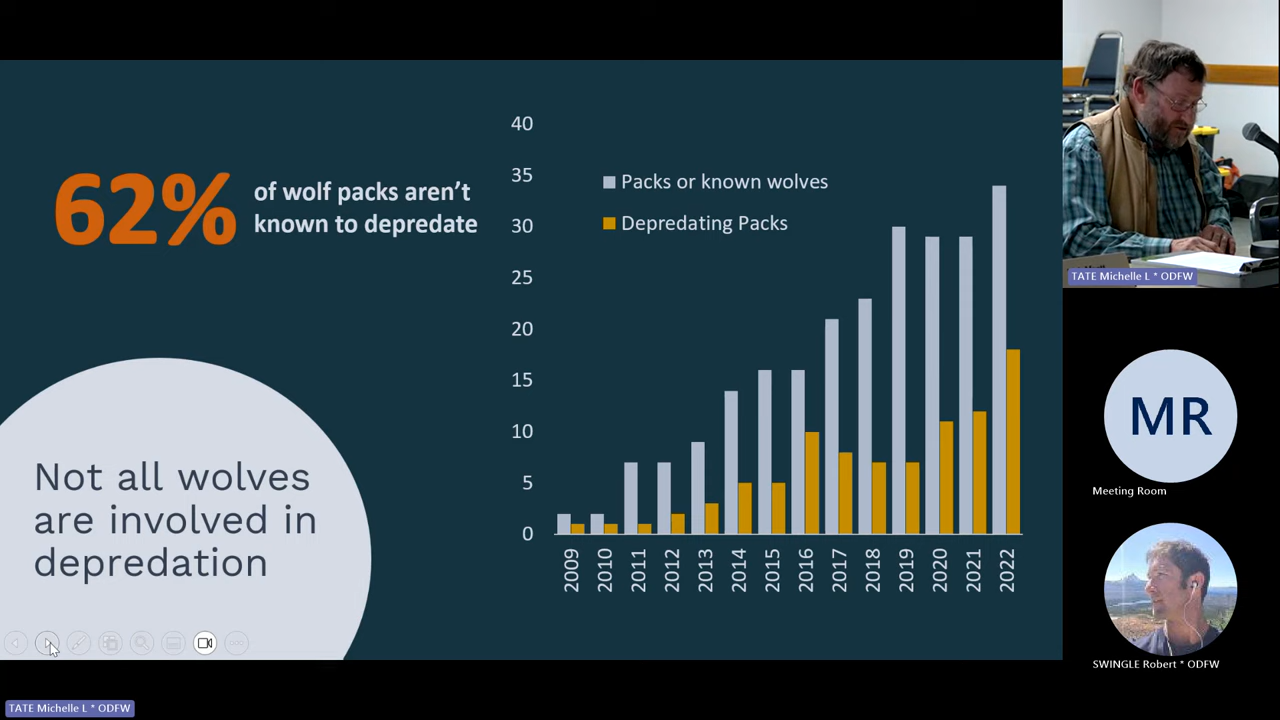 62%
of wolf packs aren't
known to depredate
Not all wolves
are involved in
depredation
40
35
30
25
20
15
10
5
0
Packs or known wolves
Depredating Packs
2009
2010
2011
2012
2013
2014
2015
2016
2017
2018
2019
2020
2021
2022
TATE Michelle L * ODFW
MR
Meeting Room
SWINGLE Robert * ODFW
TATE Michelle L * ODFW